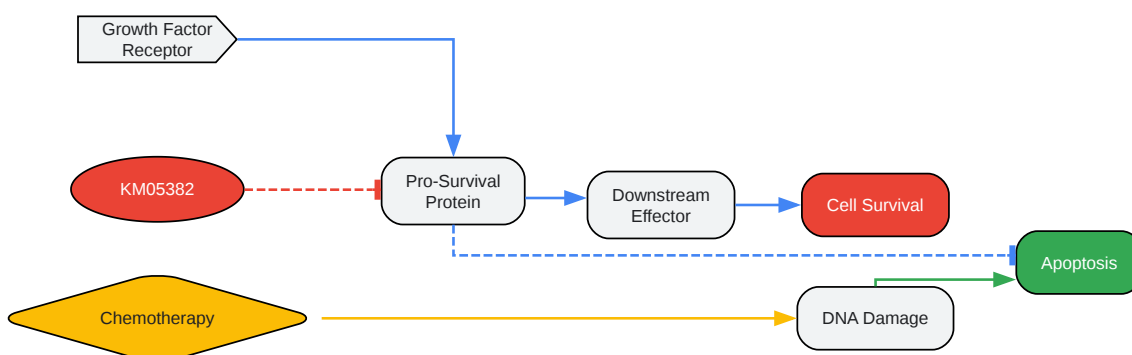 Growth Factor
Receptor
KM05382
Pro-Survival
Protein
Downstream
Effector
Cell Survival
Apoptosis
Chemotherapy
DNA Damage